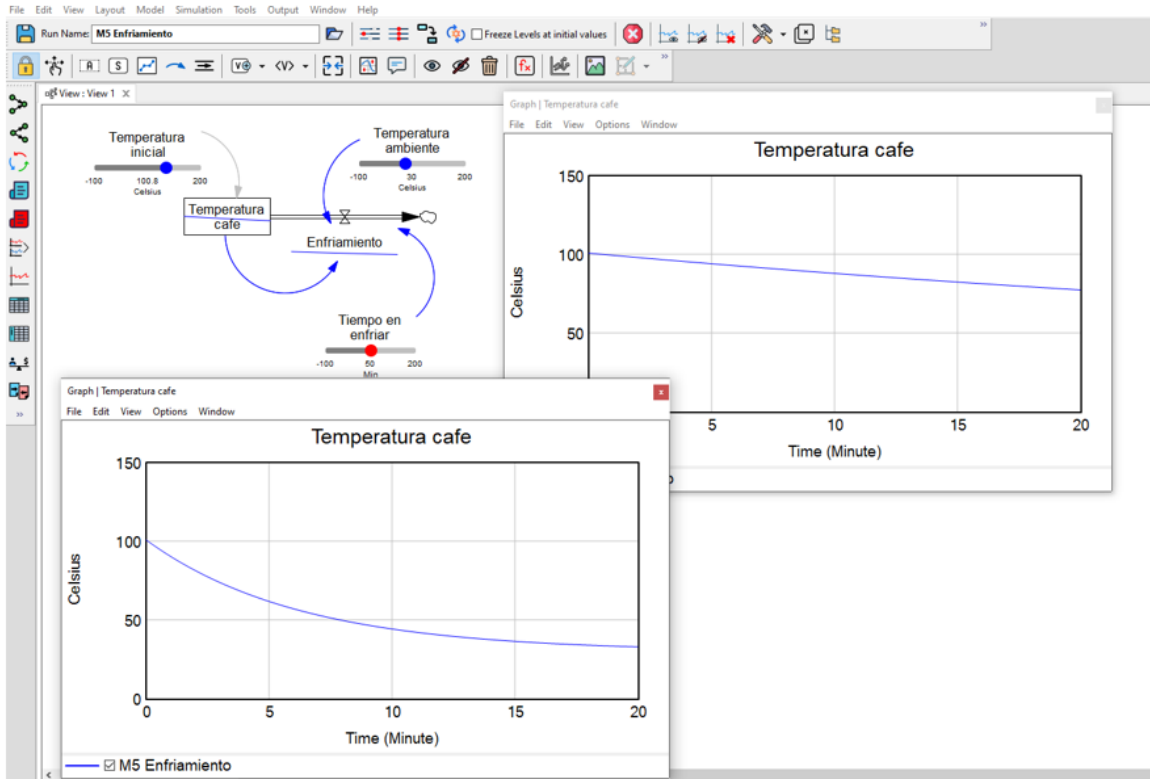 File Edit View Layout Model Simulation Tools Output Window Help
Run Name: M5 Enfriamiento Freeze Levels at initial values
A S V <V> fx
View : View 1 X
Temperatura
inicial
-100 100.8 200
Celsius
Temperatura
ambiente
-100 30 200
Celsius
Temperatura
cafe
Enfriamiento
Tiempo en
enfriar
-100 50 200
Min
Graph | Temperatura cafe
File Edit View Options Window
Temperatura cafe
150
100
50
Celsius
5 10 15 20
Time (Minute)
Graph | Temperatura cafe
x
File Edit View Options Window
Temperatura cafe
150
100
50
0
Celsius
0 5 10 15 20
Time (Minute)
M5 Enfriamiento